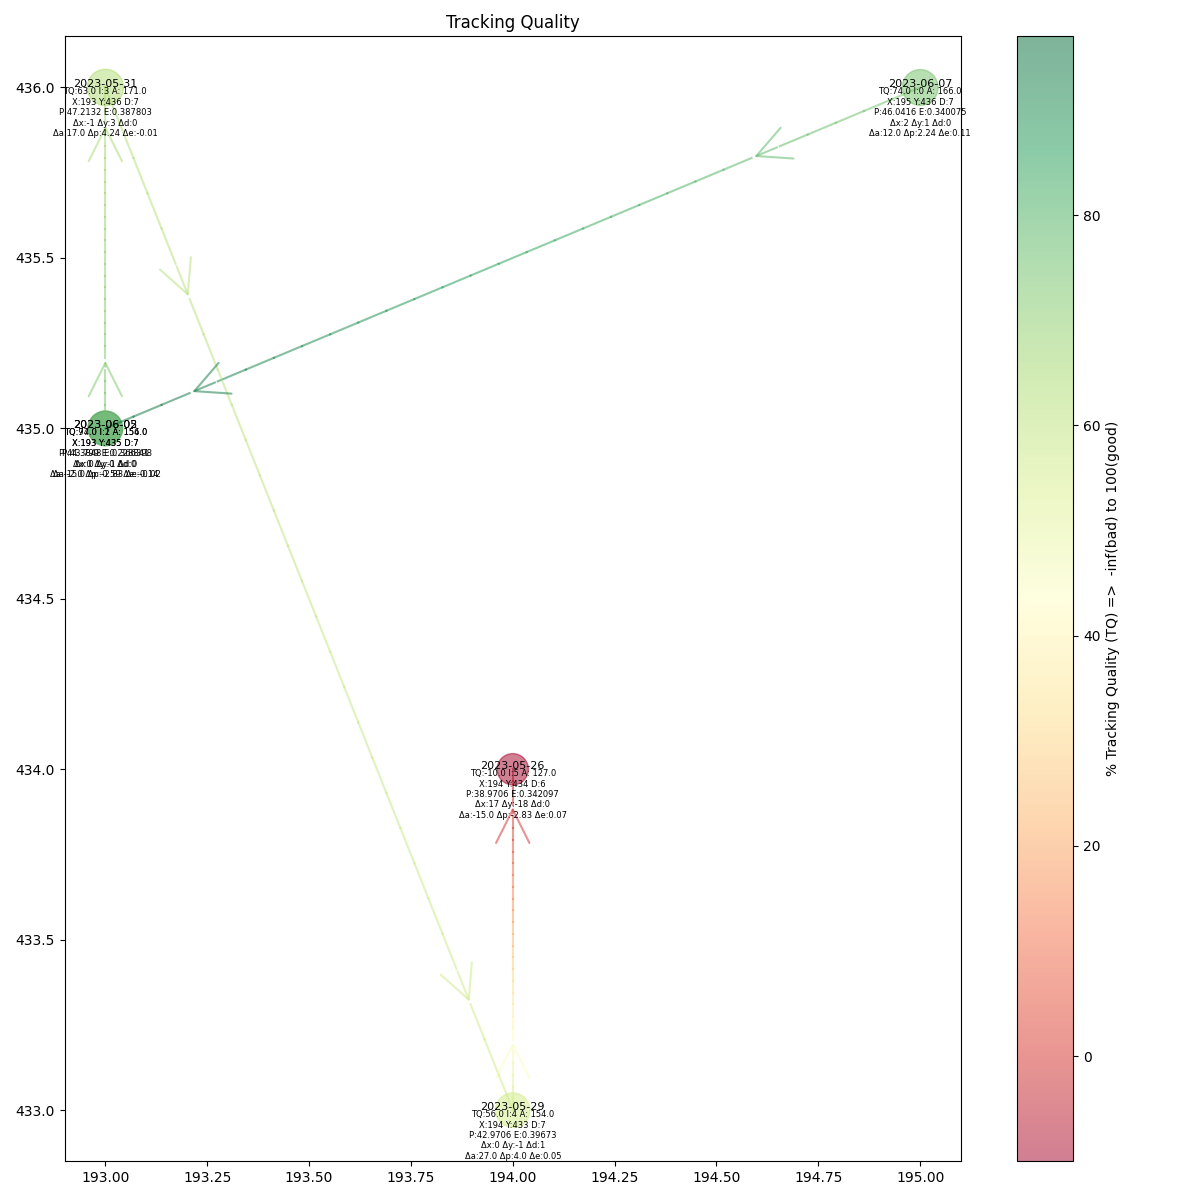 Tracking Quality
436.0
435.5
435.0
434.5
434.0
433.5
433.0
2023-05-31
TQ:63.0 I:3 A: 171.0
X:193 Y:436 D:7
P:47.2132 E:0.387803
Δx:-1 Δy:3 Δd:0
Δa:17.0 Δp:4.24 Δe:-0.01
2023-06-07
TQ:74.0 I:0 A: 166.0
X:195 Y:436 D:7
P:46.0416 E:0.340075
Δx:2 Δy:1 Δd:0
Δa:12.0 Δp:2.24 Δe:0.11
X:193 Y:435 D:7
2023-05-26
TQ:-10.0 I:5 A: 127.0
X:194 Y:434 D:6
P:38.9706 E:0.342097
Δx:17 Δy:-18 Δd:0
Δa:-15.0 Δp:-2.83 Δe:0.07
2023-05-29
TQ:56.0 I:4 A: 154.0
X:194 Y:433 D:7
P:42.9706 E:0.39673
Δx:0 Δy:-1 Δd:1
Δa:27.0 Δp:4.0 Δe:0.05
193.00 193.25 193.50 193.75 194.00 194.25 194.50 194.75 195.00
80
60
40
20
0
% Tracking Quality (TQ) => -inf(bad) to 100(good)